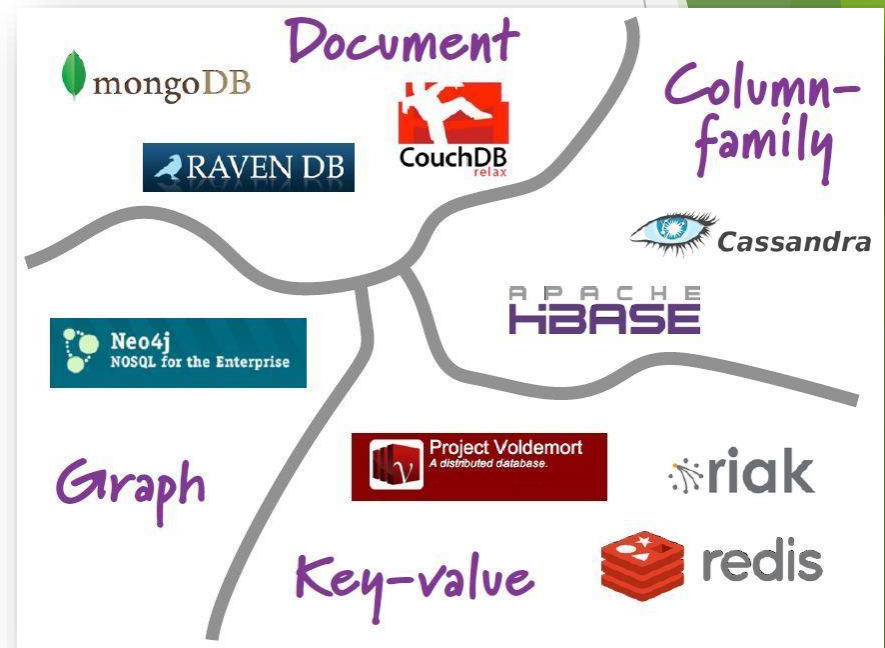 Document
mongoDB
RAVEN DB
CouchDB
relax
Column-
family
Cassandra
APACHE
HBASE
Neo4j
NOSQL for the Enterprise
Graph
Project Voldemort
A distributed database.
riak
redis
Key-value